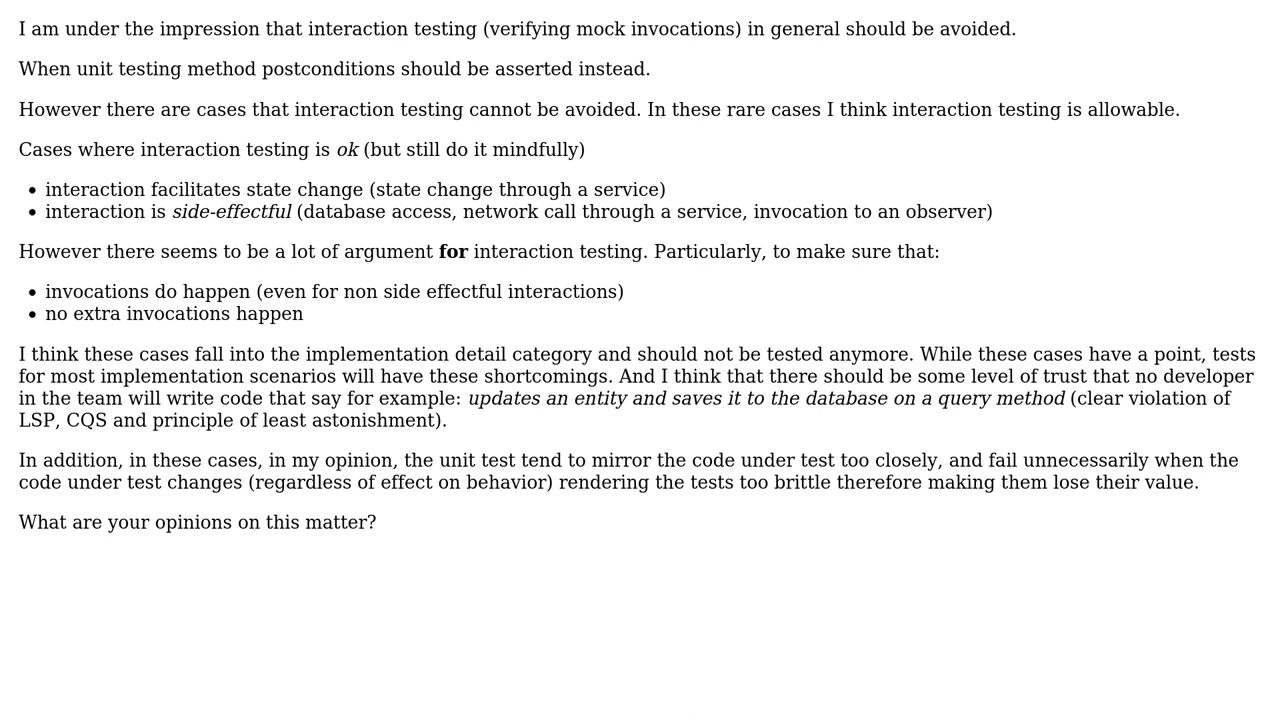 I am under the impression that interaction testing (verifying mock invocations) in general should be avoided.
When unit testing method postconditions should be asserted instead.
However there are cases that interaction testing cannot be avoided. In these rare cases I think interaction testing is allowable.
Cases where interaction testing is ok (but still do it mindfully)
• interaction facilitates state change (state change through a service)
• interaction is side-effectful (database access, network call through a service, invocation to an observer)
However there seems to be a lot of argument for interaction testing. Particularly, to make sure that:
• invocations do happen (even for non side effectful interactions)
• no extra invocations happen
I think these cases fall into the implementation detail category and should not be tested anymore. While these cases have a point, tests
for most implementation scenarios will have these shortcomings. And I think that there should be some level of trust that no developer
in the team will write code that say for example: updates an entity and saves it to the database on a query method (clear violation of
LSP, CQS and principle of least astonishment).
In addition, in these cases, in my opinion, the unit test tend to mirror the code under test too closely, and fail unnecessarily when the
code under test changes (regardless of effect on behavior) rendering the tests too brittle therefore making them lose their value.
What are your opinions on this matter?